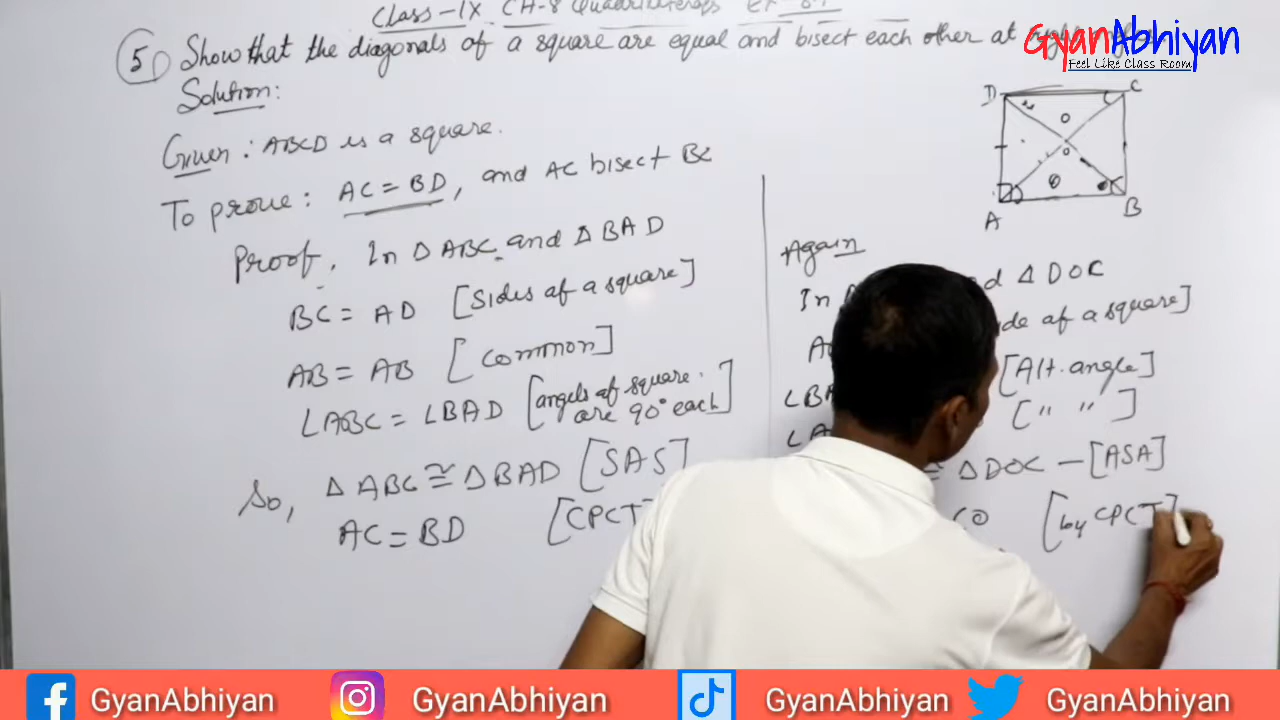 Class-IX CH-8 Quadrilaterals Ex
5) Show that the diagonals of a square are equal and bisect each other at
GyanAbhiyan
Feel Like Class Room
Solution:
Given: ABCD is a square.
To prove: AC = BD, and AC bisect BC
Proof. In Δ ABC and Δ BAD
BC = AD [Sides of a square]
AB = AB [Common]
∠ABC = ∠BAD [angels of square.
are 90° each]
So, Δ ABC ≅ Δ BAD [SAS]
AC = BD [CPCT
D C
A B
Again
In Δ DOC
of a square]
[Alt. angle]
[" "]
≅ Δ DOC - [ASA]
CO [by CPCT]
GyanAbhiyan GyanAbhiyan GyanAbhiyan GyanAbhiyan